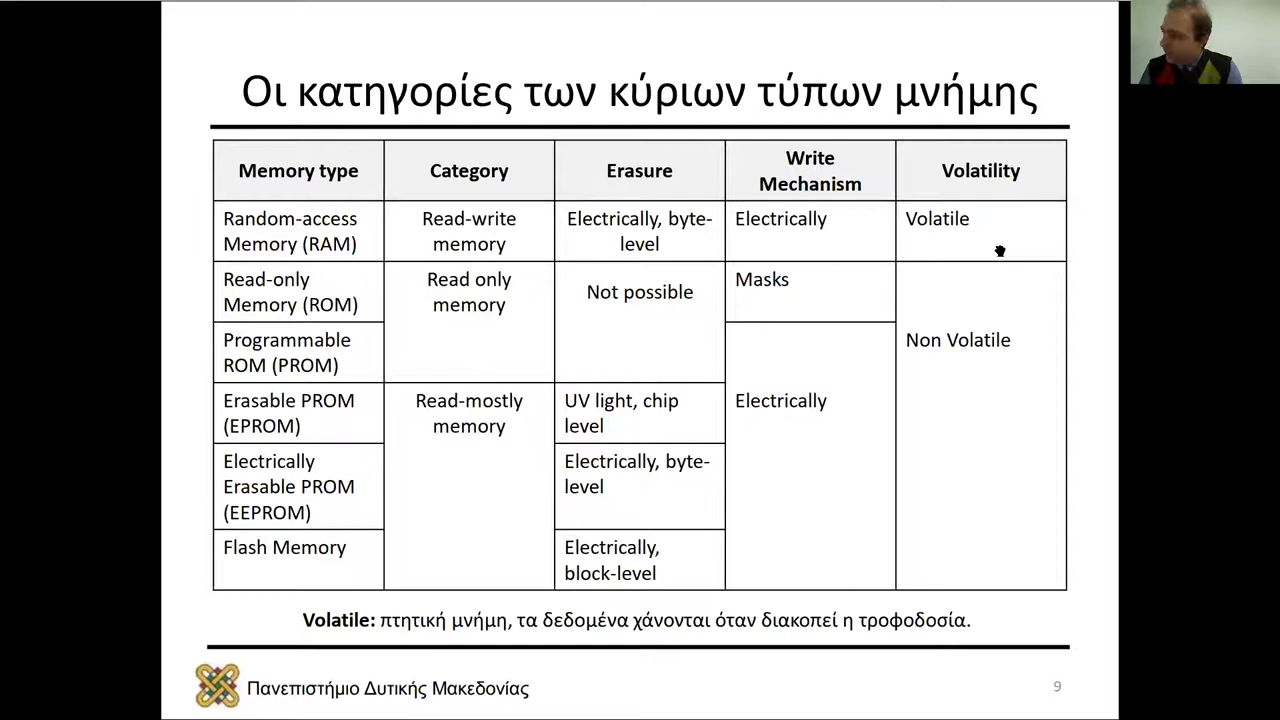 Οι κατηγορίες των κύριων τύπων μνήμης
Memory type
Category
Erasure
Write
Mechanism
Volatility
Random-access
Memory (RAM)
Read-write
memory
Electrically, byte-
level
Electrically
Volatile
Read-only
Memory (ROM)
Read only
memory
Not possible
Masks
Programmable
ROM (PROM)
Non Volatile
Erasable PROM
(EPROM)
Read-mostly
memory
UV light, chip
level
Electrically
Electrically
Erasable PROM
(EEPROM)
Electrically, byte-
level
Flash Memory
Electrically,
block-level
Volatile: πτητική μνήμη, τα δεδομένα χάνονται όταν διακοπεί η τροφοδοσία.
Πανεπιστήμιο Δυτικής Μακεδονίας
9